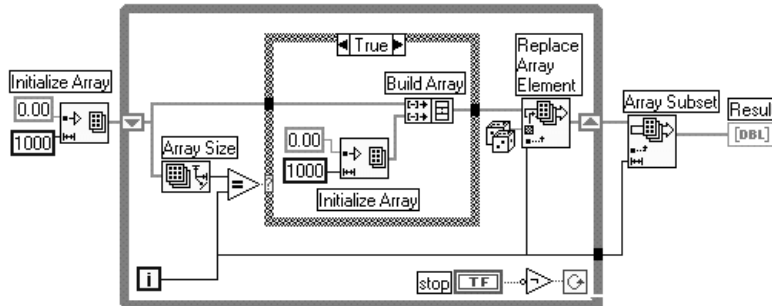 True
Replace
Array
Element
Initialize Array
Build Array
Array Subset
0.00
Resul
1000
Array Size
0.00
[DBL]
=
1000
?
Initialize Array
i
stop
TF